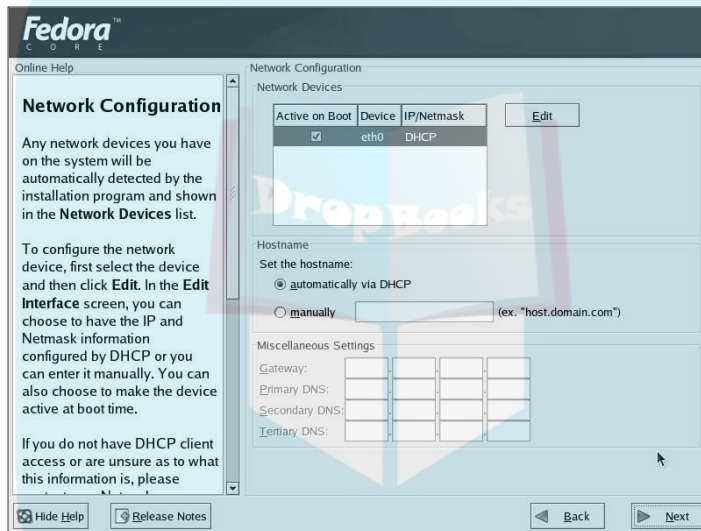 Fedora™
CORE
Online Help
Network Configuration
Any network devices you have
on the system will be
automatically detected by the
installation program and shown
in the Network Devices list.
To configure the network
device, first select the device
and then click Edit. In the Edit
Interface screen, you can
choose to have the IP and
Netmask information
configured by DHCP or you
can enter it manually. You can
also choose to make the device
active at boot time.
If you do not have DHCP client
access or are unsure as to what
this information is, please
Network Configuration
Network Devices
Active on Boot Device IP/Netmask
eth0 DHCP
Edit
DropBooks
Hostname
Set the hostname:
automatically via DHCP
manually (ex. "host.domain.com")
Miscellaneous Settings
Gateway:
Primary DNS:
Secondary DNS:
Tertiary DNS:
Hide Help
Release Notes
Back
Next